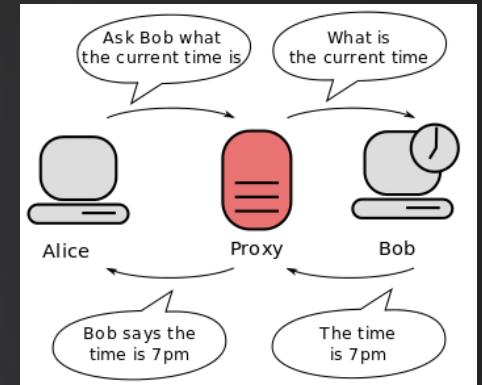 Ask Bob what
the current time is
What is
the current time
Alice
Proxy
Bob
Bob says the
time is 7pm
The time
is 7pm